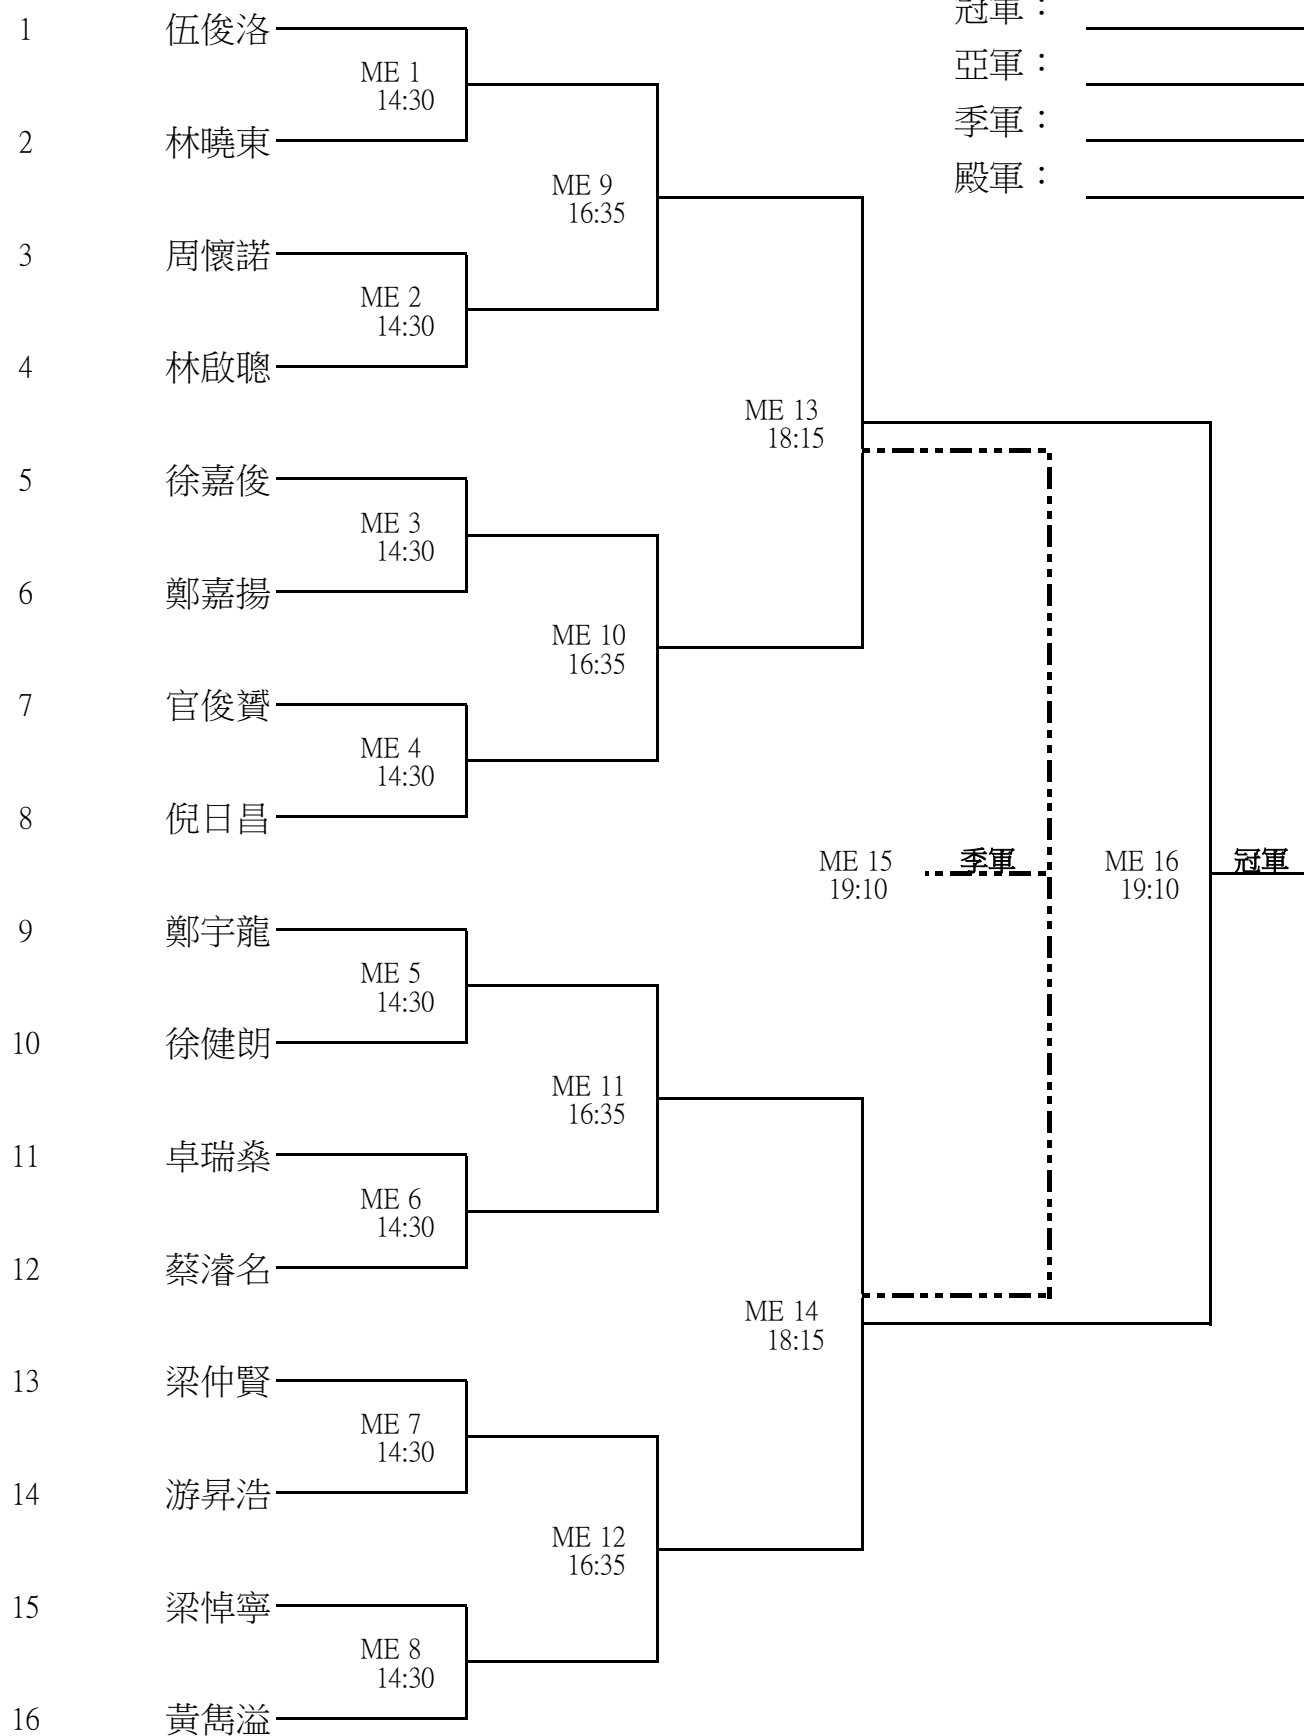 冠軍：
1 伍俊洛
ME 1
14:30
亞軍：
季軍：
2 林曉東
殿軍：
ME 9
16:35
3 周懷諾
ME 2
14:30
4 林啟聰
ME 13
18:15
5 徐嘉俊
ME 3
14:30
6 鄭嘉揚
ME 10
16:35
7 官俊贇
ME 4
14:30
8 倪日昌
ME 15 季軍 ME 16 冠軍
19:10 19:10
9 鄭宇龍
ME 5
14:30
10 徐健朗
ME 11
16:35
11 卓瑞燊
ME 6
14:30
12 蔡濬名
ME 14
18:15
13 梁仲賢
ME 7
14:30
14 游昇浩
ME 12
16:35
15 梁悼寧
ME 8
14:30
16 黃雋溢